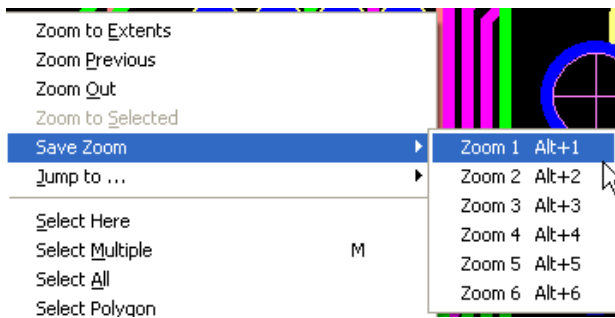 Zoom to Extents
Zoom Previous
Zoom Out
Zoom to Selected
Save Zoom
Jump to ...
Select Here
Select Multiple M
Select All
Select Polygon
Zoom 1 Alt+1
Zoom 2 Alt+2
Zoom 3 Alt+3
Zoom 4 Alt+4
Zoom 5 Alt+5
Zoom 6 Alt+6